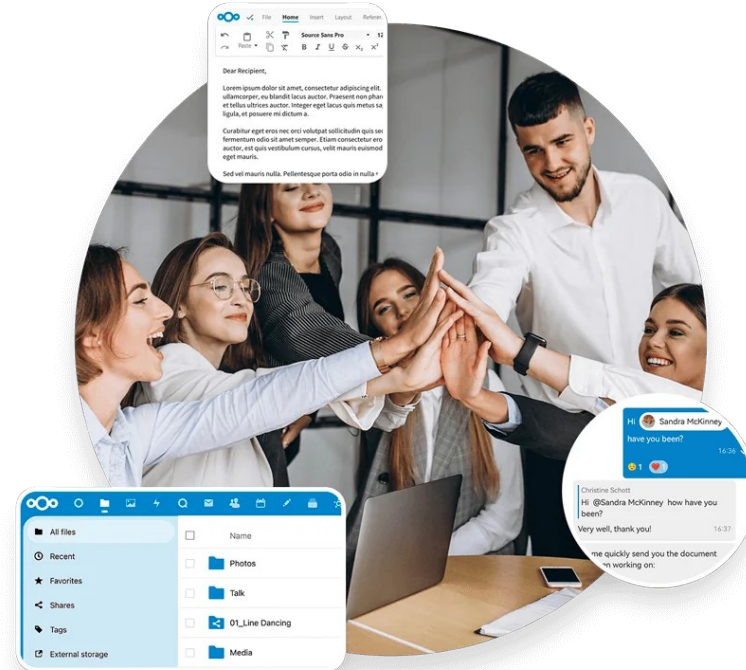 File Home Insert Layout
Paste
Source Sans Pro
B I U S X₂ X²
Dear Recipient,
Lorem ipsum dolor sit amet, consectetur adipiscing elit.
ullamcorper, eu blandit lacus auctor. Praesent non
et tellus ultrices auctor. Integer eget lacus quis metus
ligula, et posuere mi dictum a.
Curabitur eget eros nec orci volutpat sollicitudin quis
fermentum odio sit amet semper. Etiam consectetur
auctor, est quis vestibulum cursus, velit mauris
eget mauris.
Sed vel mauris nulla. Pellentesque porta odio in nulla
Hi Sandra McKinney
have you been?
16:36
1
Christine Schott
Hi @Sandra McKinney how have you
been?
Very well, thank you! 16:37
me quickly send you the document
working on:
All files
Recent
Favorites
Shares
Tags
External storage
Name
Photos
Talk
01_Line Dancing
Media